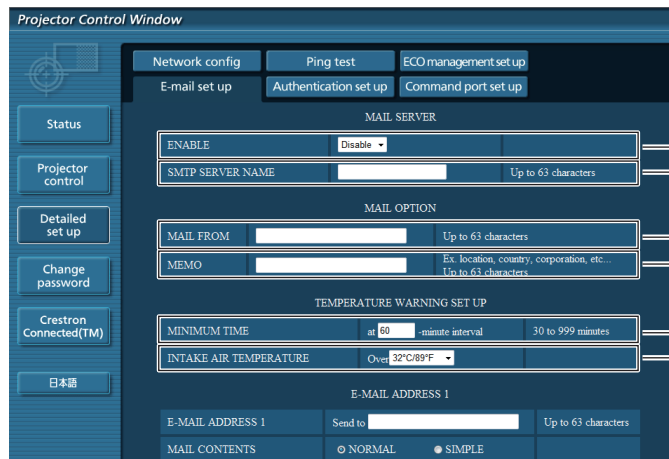 Projector Control Window
Network config Ping test ECO management set up
E-mail set up Authentication set up Command port set up
Status
Projector control
Detailed set up
Change password
Crestron Connected(TM)
日本語
MAIL SERVER
ENABLE Disable
SMTP SERVER NAME Up to 63 characters
MAIL OPTION
MAIL FROM Up to 63 characters
MEMO Ex. location, country, corporation, etc...
Up to 63 characters
TEMPERATURE WARNING SET UP
MINIMUM TIME at 60 -minute interval 30 to 999 minutes
INTAKE AIR TEMPERATURE Over 32°C/89°F
E-MAIL ADDRESS 1
E-MAIL ADDRESS 1 Send to Up to 63 characters
MAIL CONTENTS NORMAL SIMPLE